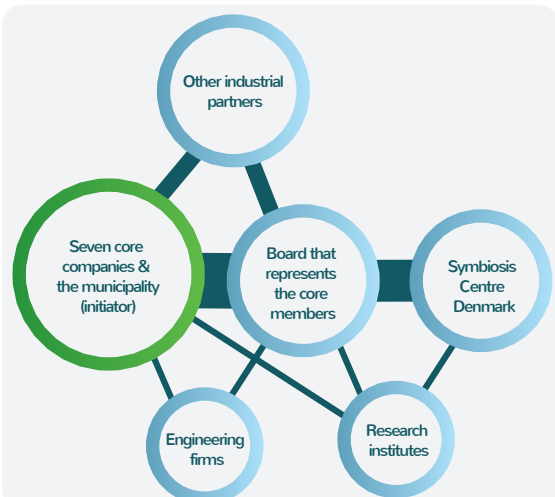 Other industrial
partners
Seven core
companies &
the municipality
(initiator)
Board that
represents
the core
members
Symbiosis
Centre
Denmark
Engineering
firms
Research
institutes